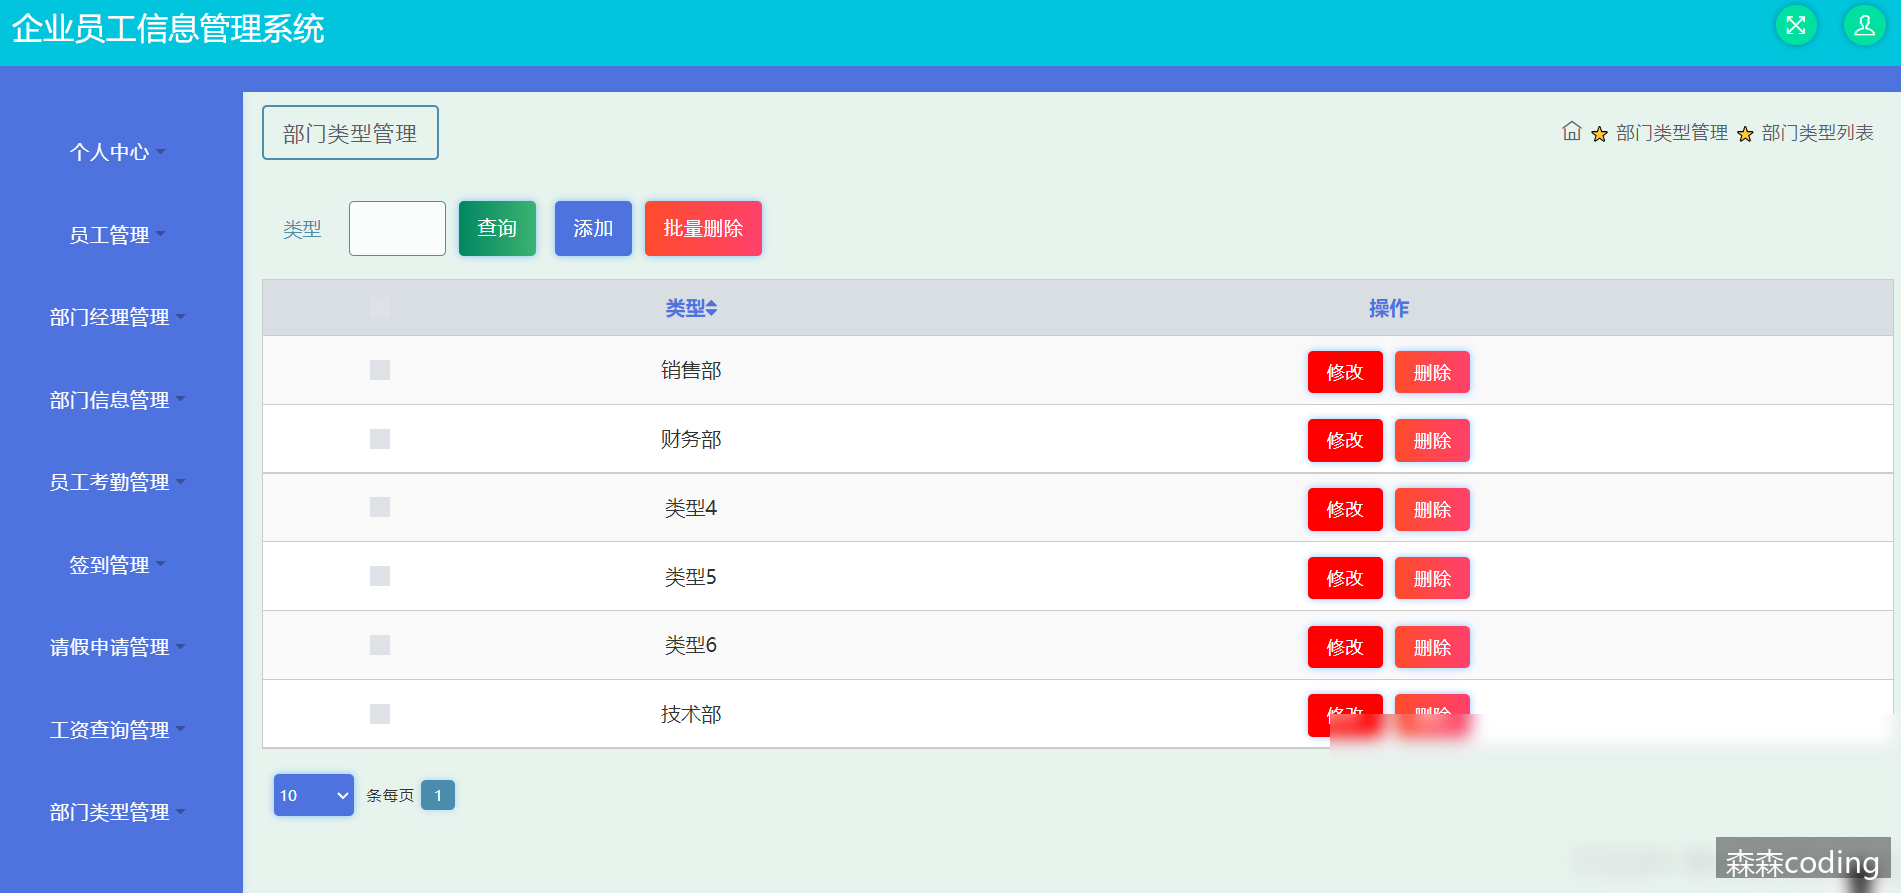 企业员工信息管理系统
个人中心
员工管理
部门经理管理
部门信息管理
员工考勤管理
签到管理
请假申请管理
工资查询管理
部门类型管理
部门类型管理
部门类型管理 部门类型列表
类型 查询 添加 批量删除
类型 操作
销售部 修改 删除
财务部 修改 删除
类型4 修改 删除
类型5 修改 删除
类型6 修改 删除
技术部 修改 删除
10 条每页 1
森森coding